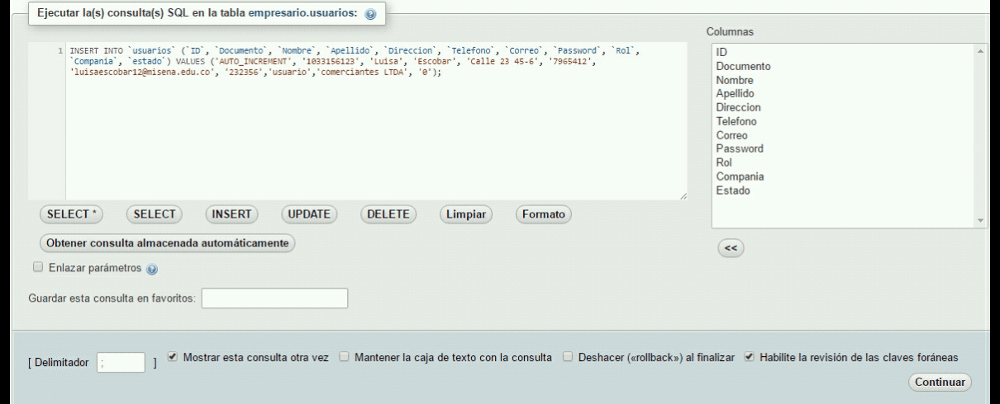 Ejecutar la(s) consulta(s) SQL en la tabla empresario.usuarios:
Columnas
1 INSERT INTO `usuarios` (`ID`, `Documento`, `Nombre`, `Apellido`, `Direccion`, `Telefono`, `Correo`, `Password`, `Rol`,
`Compania`, `estado`) VALUES ('AUTO_INCREMENT', '1033156123', 'Luisa', 'Escobar', 'Calle 23 45-6', '7965412',
'luisaescobar12@misena.edu.co', '232356','usuario','comerciantes LTDA', '0');
ID
Documento
Nombre
Apellido
Direccion
Telefono
Correo
Password
Rol
Compania
Estado
SELECT * SELECT INSERT UPDATE DELETE Limpiar Formato
Obtener consulta almacenada automáticamente
<<
Enlazar parámetros
Guardar esta consulta en favoritos:
[ Delimitador ; ] Mostrar esta consulta otra vez Mantener la caja de texto con la consulta Deshacer («rollback») al finalizar Habilite la revisión de las claves foráneas
Continuar